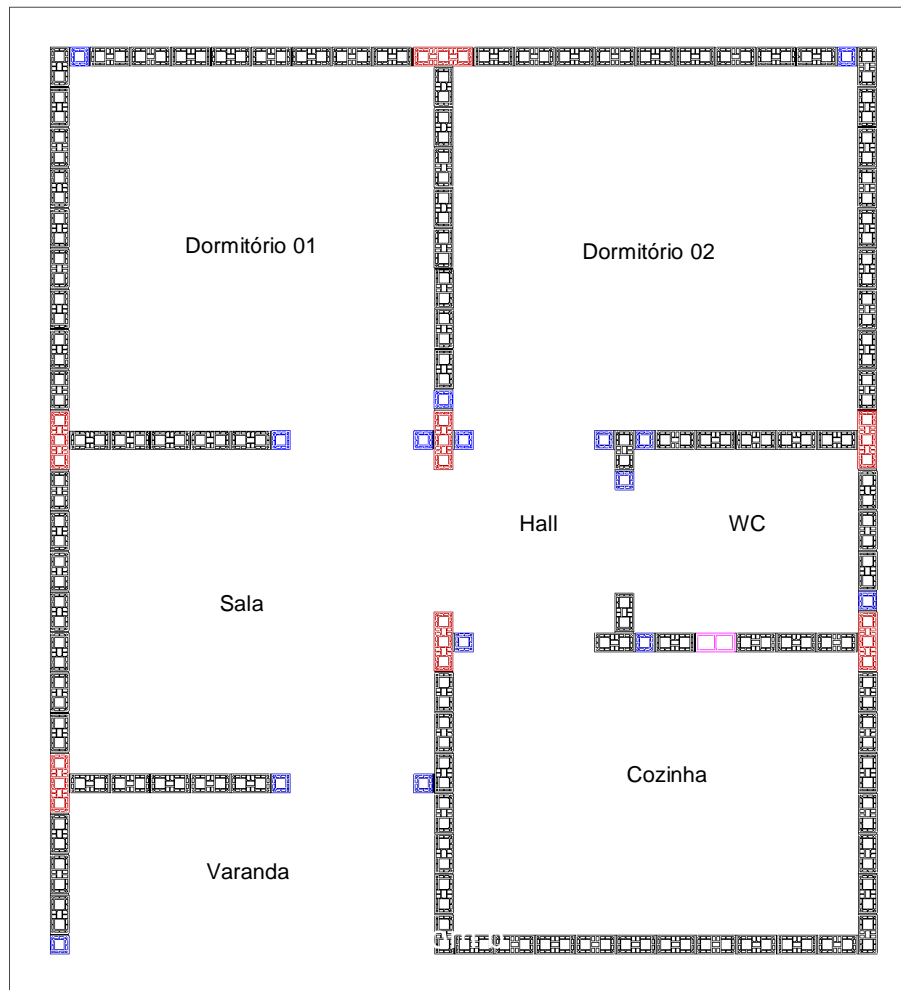 Dormitório 01
Dormitório 02
Hall
WC
Sala
Cozinha
Varanda